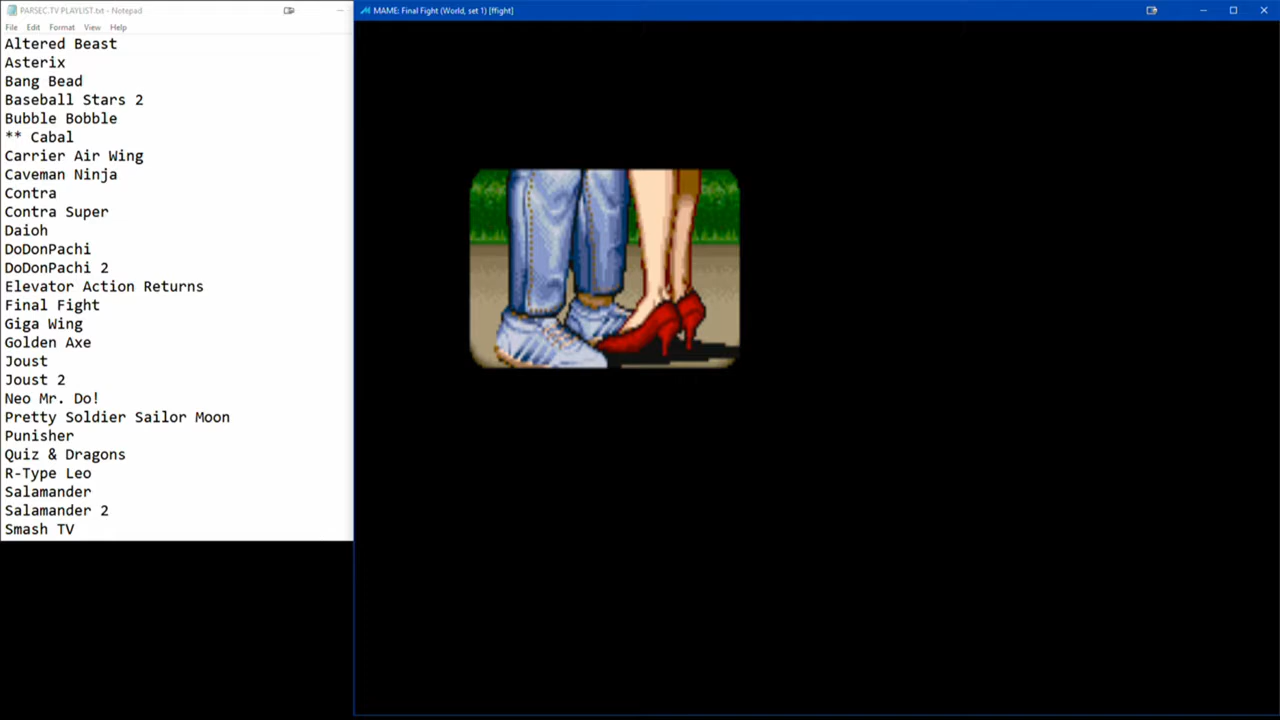 PARSEC.TV PLAYLIST.txt - Notepad
File Edit Format View Help
Altered Beast
Asterix
Bang Bead
Baseball Stars 2
Bubble Bobble
** Cabal
Carrier Air Wing
Caveman Ninja
Contra
Contra Super
Daioh
DoDonPachi
DoDonPachi 2
Elevator Action Returns
Final Fight
Giga Wing
Golden Axe
Joust
Joust 2
Neo Mr. Do!
Pretty Soldier Sailor Moon
Punisher
Quiz & Dragons
R-Type Leo
Salamander
Salamander 2
Smash TV
MAME: Final Fight (World, set 1) [ffight]